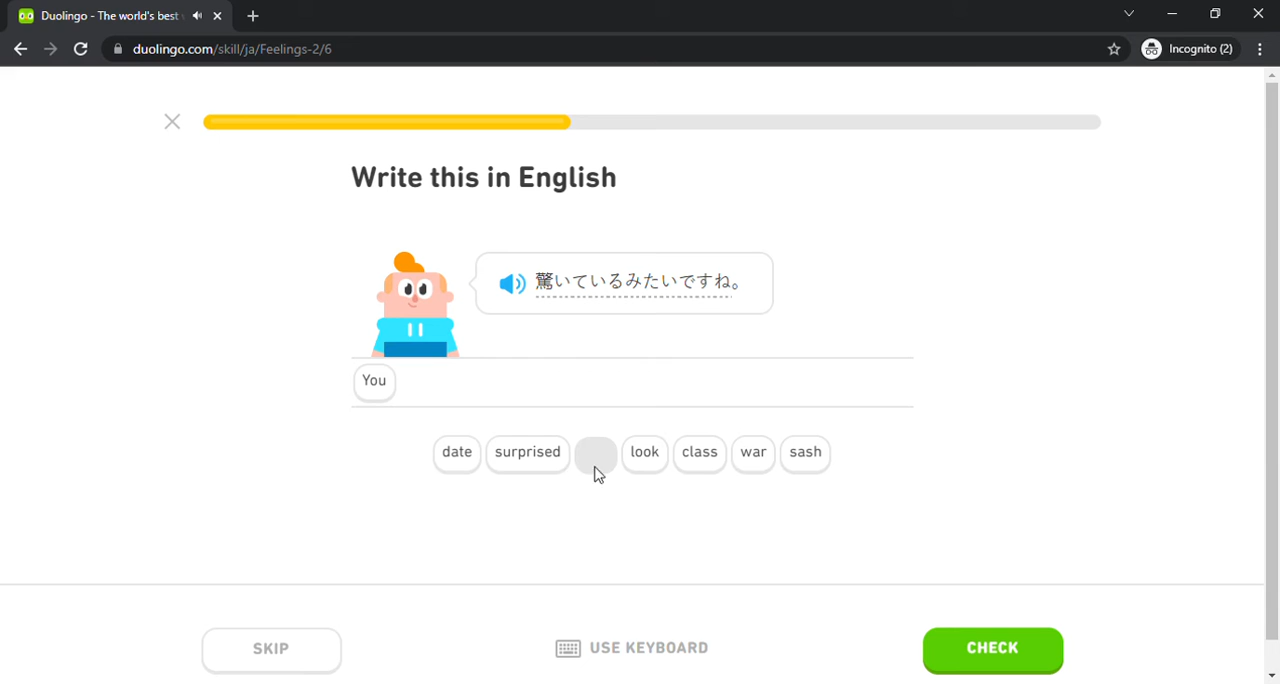 Duolingo - The world's best
duolingo.com/skill/ja/Feelings-2/6
Incognito (2)
Write this in English
驚いているみたいですね。
You
date surprised look class war sash
SKIP
USE KEYBOARD
CHECK